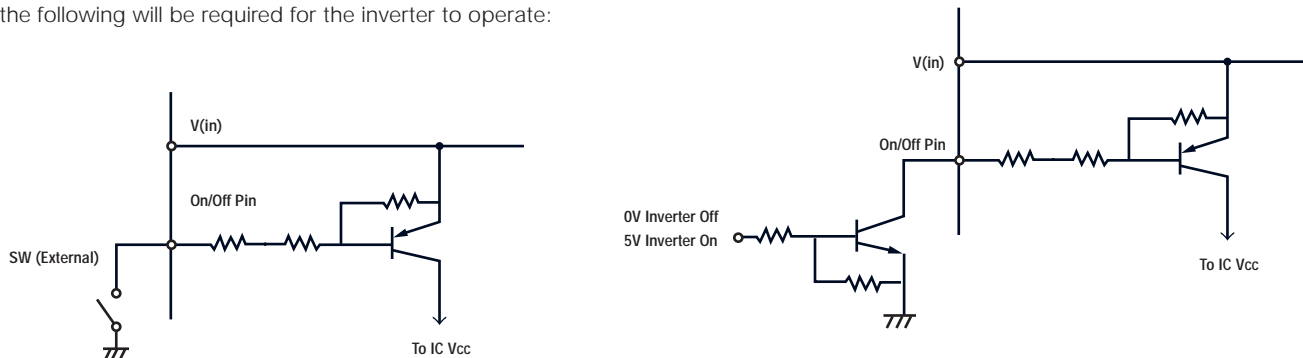 the following will be required for the inverter to operate:
V(in)
On/Off Pin
SW (External)
To IC Vcc
V(in)
On/Off Pin
0V Inverter Off
5V Inverter On
To IC Vcc